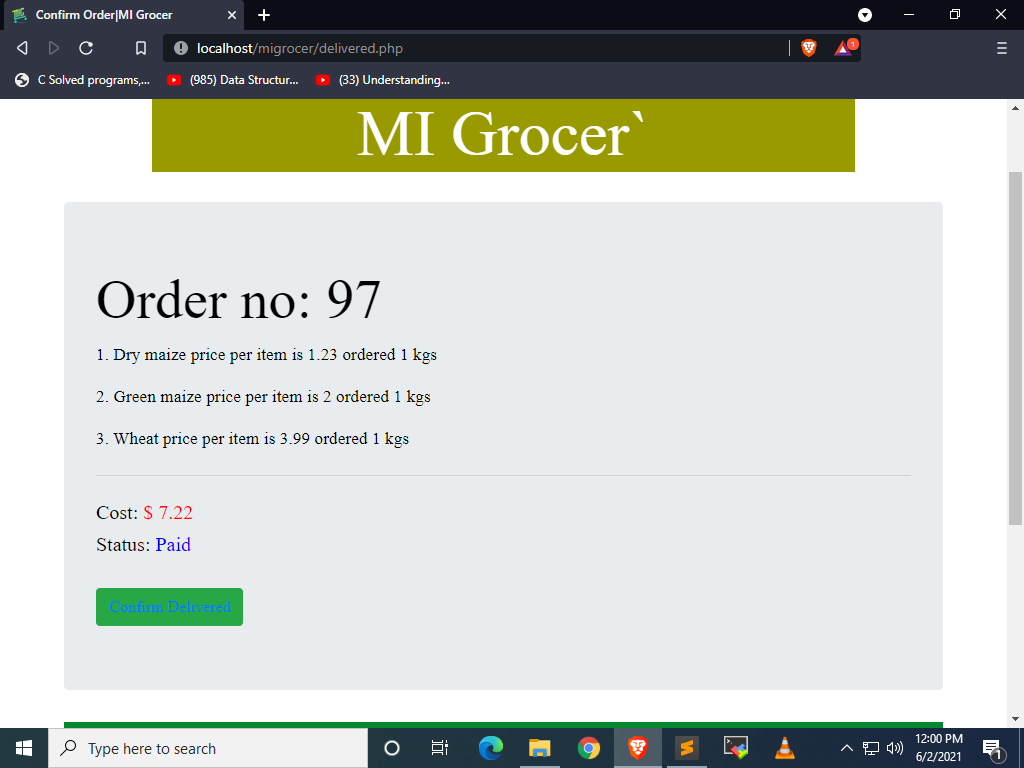 Confirm Order|MI Grocer
localhost/migrocer/delivered.php
1
C Solved programs,...
(985) Data Structur...
(33) Understanding...
MI Grocer`
Order no: 97
1. Dry maize price per item is 1.23 ordered 1 kgs
2. Green maize price per item is 2 ordered 1 kgs
3. Wheat price per item is 3.99 ordered 1 kgs
Cost: $ 7.22
Status: Paid
Confirm Delivered
Type here to search
12:00 PM
6/2/2021
1